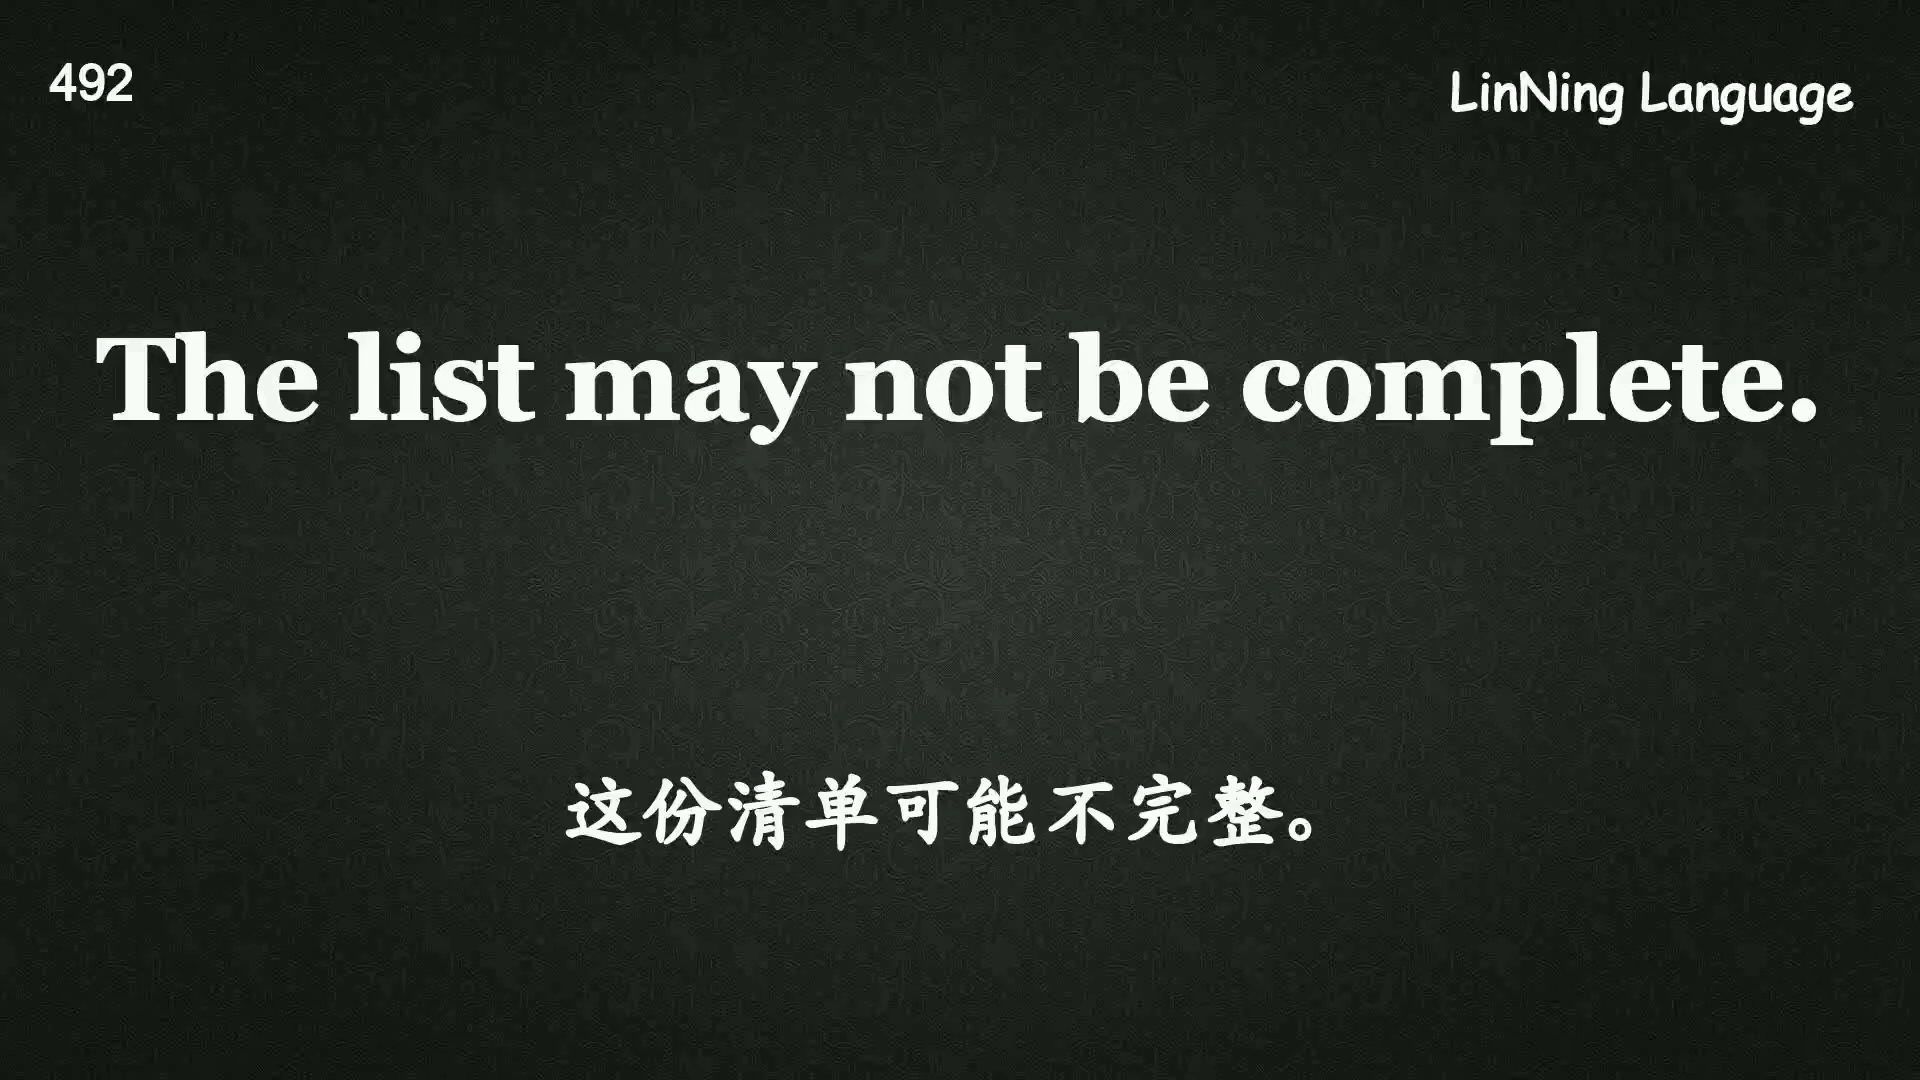 492
LinNing Language
The list may not be complete.
这份清单可能不完整。